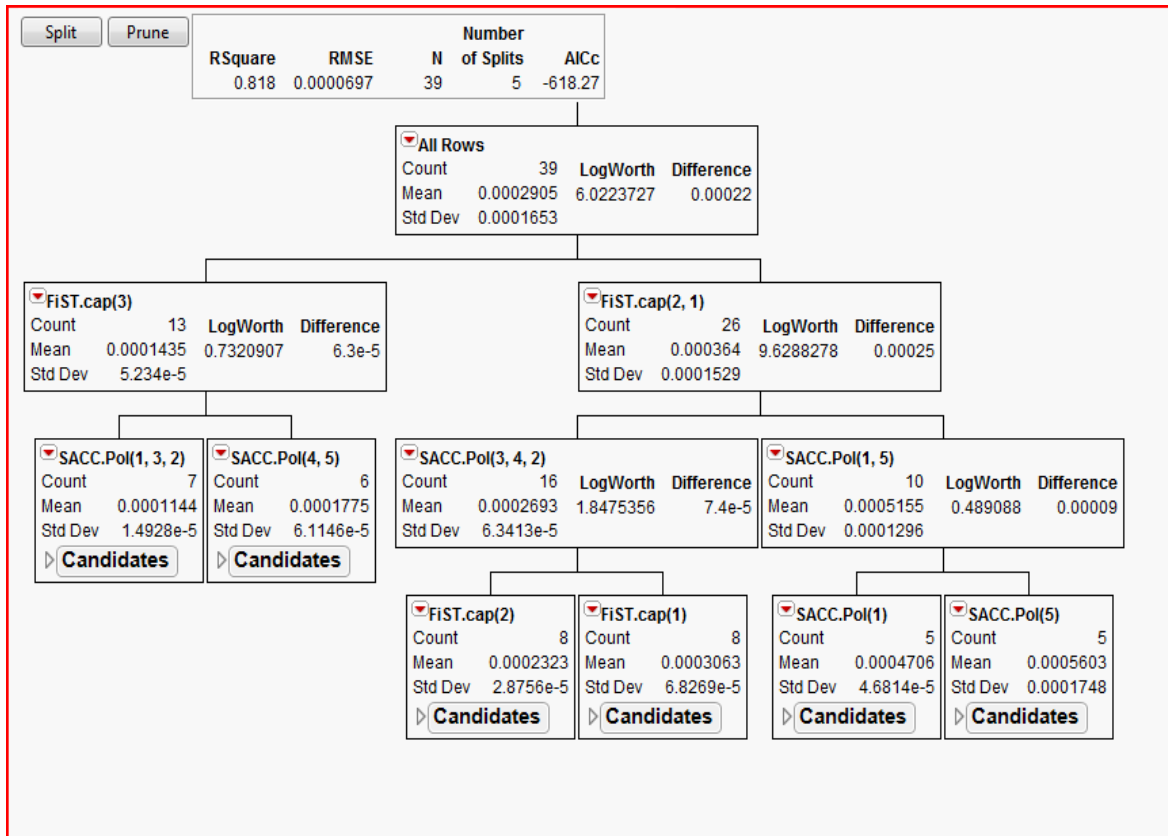 Split Prune
Number
RSquare RMSE N of Splits AICc
0.818 0.0000697 39 5 -618.27
All Rows
Count 39 LogWorth Difference
Mean 0.0002905 6.0223727 0.00022
Std Dev 0.0001653
FiST.cap(3)
Count 13 LogWorth Difference
Mean 0.0001435 0.7320907 6.3e-5
Std Dev 5.234e-5
FiST.cap(2, 1)
Count 26 LogWorth Difference
Mean 0.000364 9.6288278 0.00025
Std Dev 0.0001529
SACC.Pol(1, 3, 2)
Count 7
Mean 0.0001144
Std Dev 1.4928e-5
Candidates
SACC.Pol(4, 5)
Count 6
Mean 0.0001775
Std Dev 6.1146e-5
Candidates
SACC.Pol(3, 4, 2)
Count 16 LogWorth Difference
Mean 0.0002693 1.8475356 7.4e-5
Std Dev 6.3413e-5
SACC.Pol(1, 5)
Count 10 LogWorth Difference
Mean 0.0005155 0.489088 0.00009
Std Dev 0.0001296
FiST.cap(2)
Count 8
Mean 0.0002323
Std Dev 2.8756e-5
Candidates
FiST.cap(1)
Count 8
Mean 0.0003063
Std Dev 6.8269e-5
Candidates
SACC.Pol(1)
Count 5
Mean 0.0004706
Std Dev 4.6814e-5
Candidates
SACC.Pol(5)
Count 5
Mean 0.0005603
Std Dev 0.0001748
Candidates